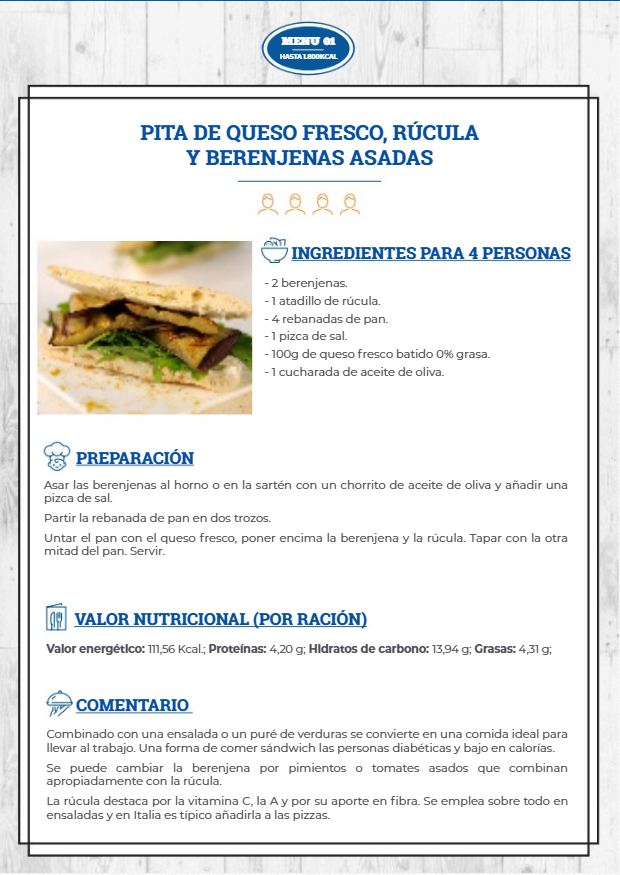 MENU 01
HASTA 1.800KCAL
PITA DE QUESO FRESCO, RÚCULA
Y BERENJENAS ASADAS
INGREDIENTES PARA 4 PERSONAS
- 2 berenjenas.
- 1 atadillo de rúcula.
- 4 rebanadas de pan.
- 1 pizca de sal.
- 100g de queso fresco batido 0% grasa.
- 1 cucharada de aceite de oliva.
PREPARACIÓN
Asar las berenjenas al horno o en la sartén con un chorrito de aceite de oliva y añadir una
pizca de sal.
Partir la rebanada de pan en dos trozos.
Untar el pan con el queso fresco, poner encima la berenjena y la rúcula. Tapar con la otra
mitad del pan. Servir.
VALOR NUTRICIONAL (POR RACIÓN)
Valor energético: 111,56 Kcal.; Proteínas: 4,20 g; Hidratos de carbono: 13,94 g; Grasas: 4,31 g;
COMENTARIO
Combinado con una ensalada o un puré de verduras se convierte en una comida ideal para
llevar al trabajo. Una forma de comer sándwich las personas diabéticas y bajo en calorías.
Se puede cambiar la berenjena por pimientos o tomates asados que combinan
apropiadamente con la rúcula.
La rúcula destaca por la vitamina C, la A y por su aporte en fibra. Se emplea sobre todo en
ensaladas y en Italia es típico añadirla a las pizzas.